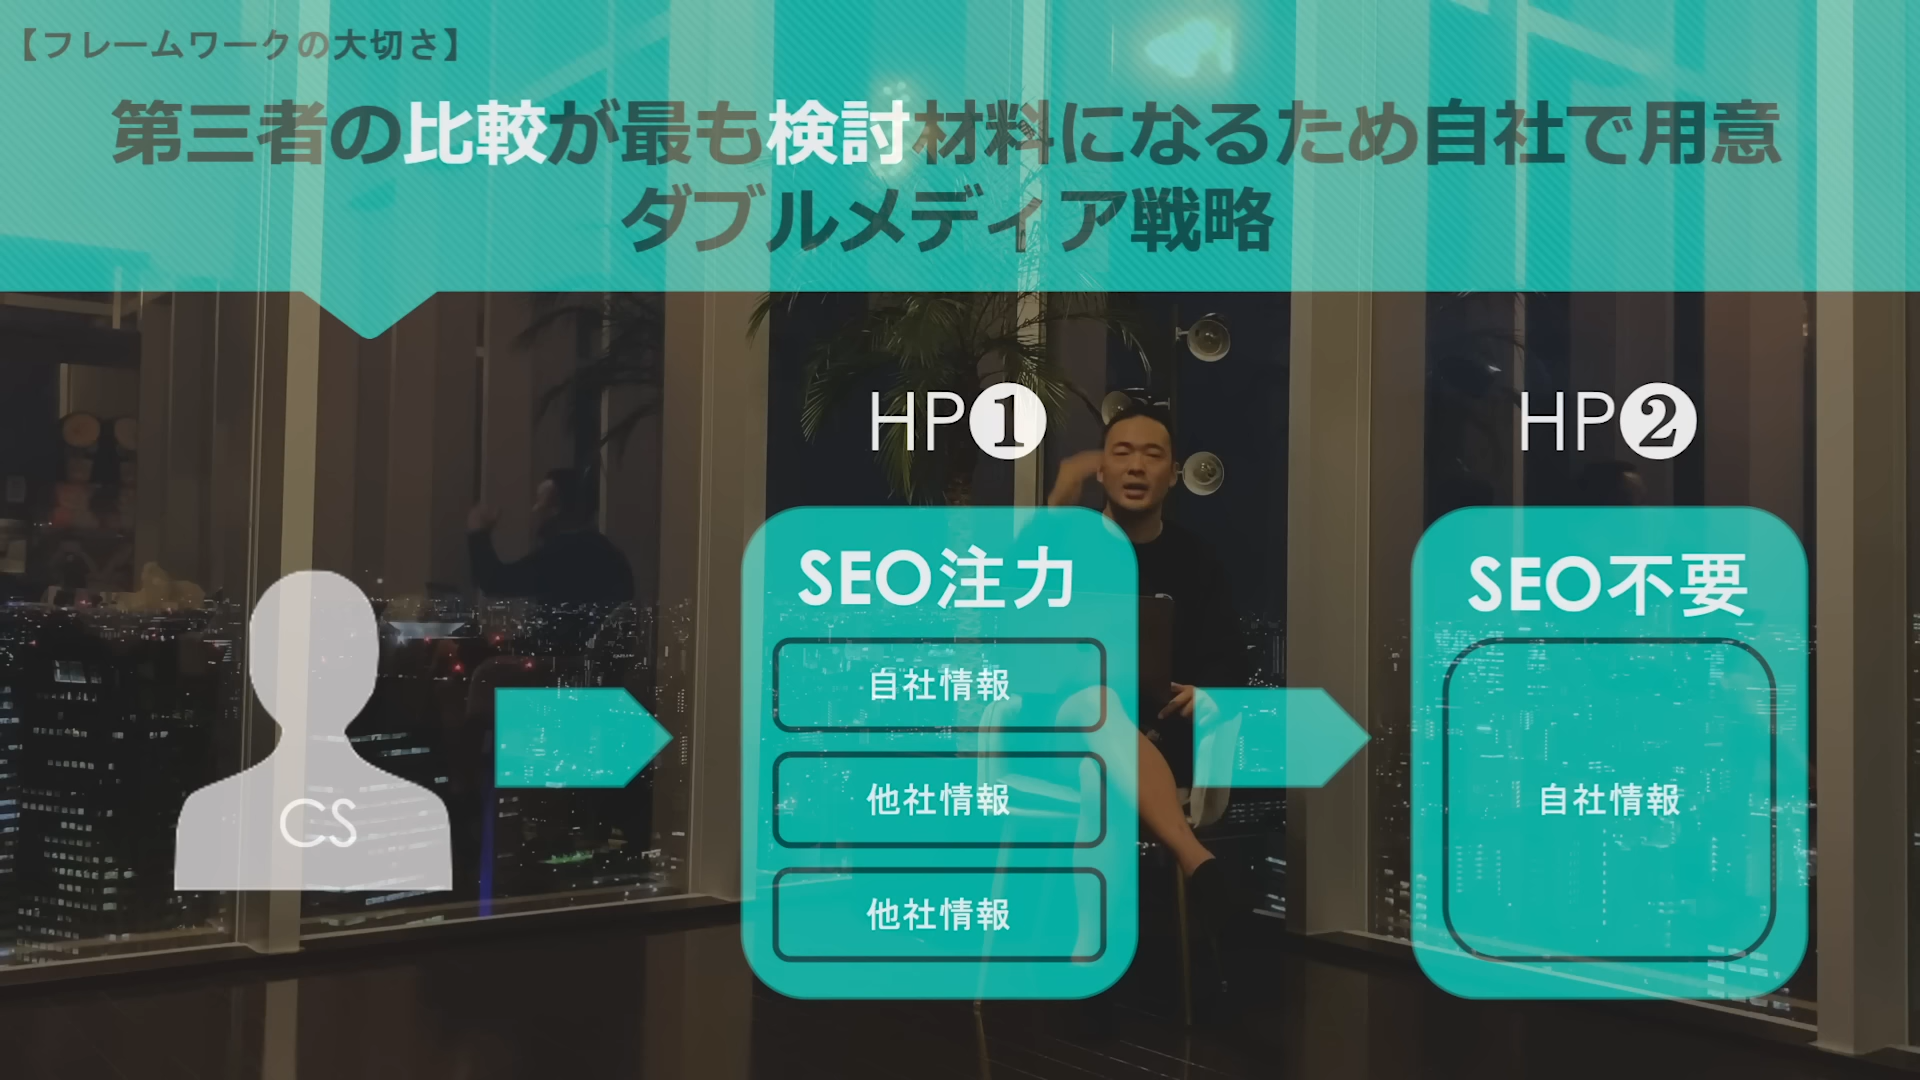 【フレームワークの大切さ】
第三者の比較が最も検討材料になるため自社で用意
ダブルメディア戦略
HP❶
HP❷
CS
SEO注力
自社情報
他社情報
他社情報
SEO不要
自社情報